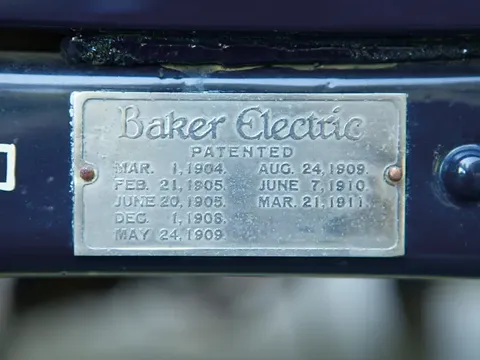 Baker Electric
PATENTED
MAR. 1, 1904. AUG. 24, 1909.
FEB. 21, 1905. JUNE 7, 1910.
JUNE 20, 1905. MAR. 21, 1911.
DEC. 1, 1908.
MAY 24, 1909